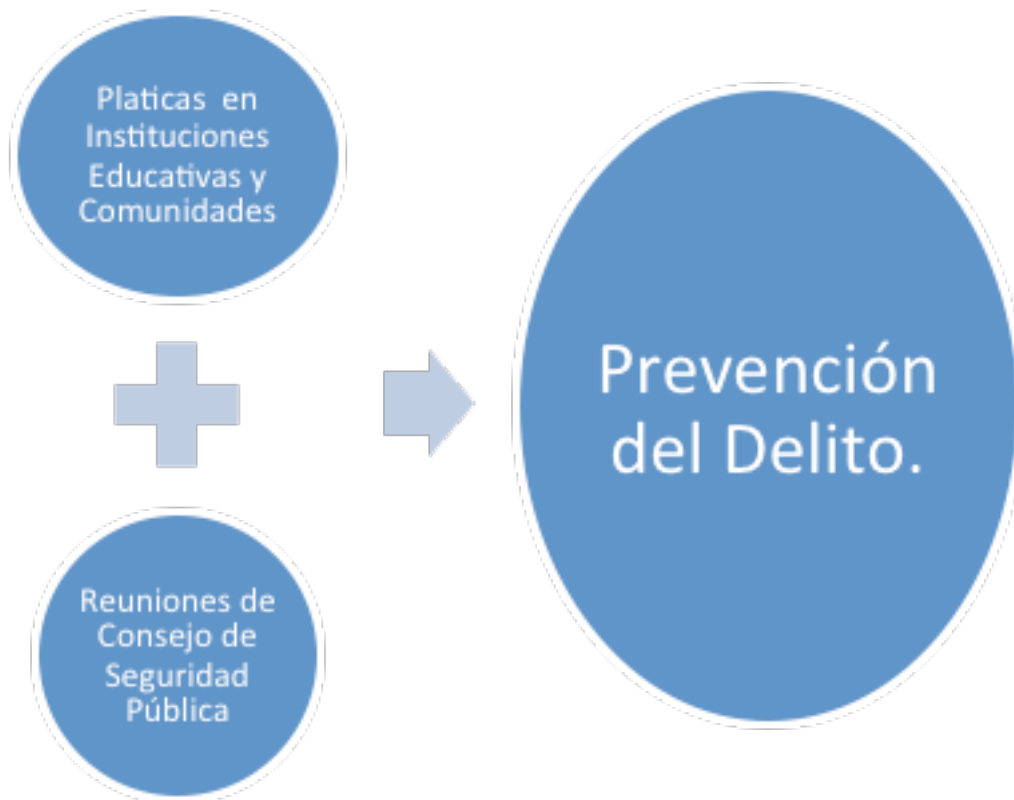 Platicas en
Instituciones
Educativas y
Comunidades
Reuniones de
Consejo de
Seguridad
Pública
Prevención
del Delito.